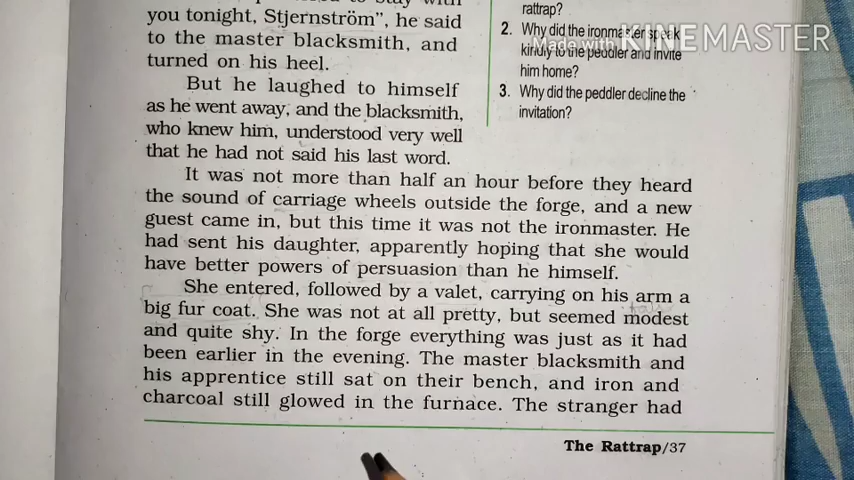 you tonight, Stjernström", he said
to the master blacksmith, and
turned on his heel.
But he laughed to himself
as he went away, and the blacksmith,
who knew him, understood very well
that he had not said his last word.
rattrap?
2. Why did the ironmaster speak
kindly to the peddler and invite
him home?
3. Why did the peddler decline the
invitation?
Made with KINEMASTER
It was not more than half an hour before they heard
the sound of carriage wheels outside the forge, and a new
guest came in, but this time it was not the ironmaster. He
had sent his daughter, apparently hoping that she would
have better powers of persuasion than he himself.
She entered, followed by a valet, carrying on his arm a
big fur coat. She was not at all pretty, but seemed modest
and quite shy. In the forge everything was just as it had
been earlier in the evening. The master blacksmith and
his apprentice still sat on their bench, and iron and
charcoal still glowed in the furnace. The stranger had
The Rattrap/37